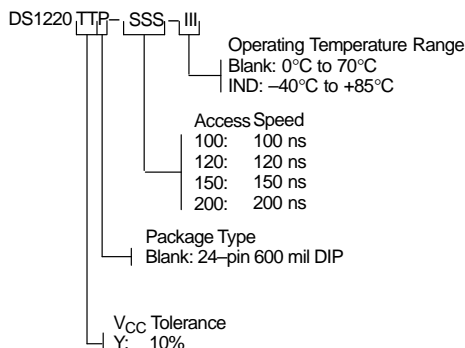 DS1220 TTP– SSS – III
Operating Temperature Range
Blank: 0°C to 70°C
IND: –40°C to +85°C
Access Speed
100: 100 ns
120: 120 ns
150: 150 ns
200: 200 ns
Package Type
Blank: 24–pin 600 mil DIP
VCC Tolerance
Y: 10%